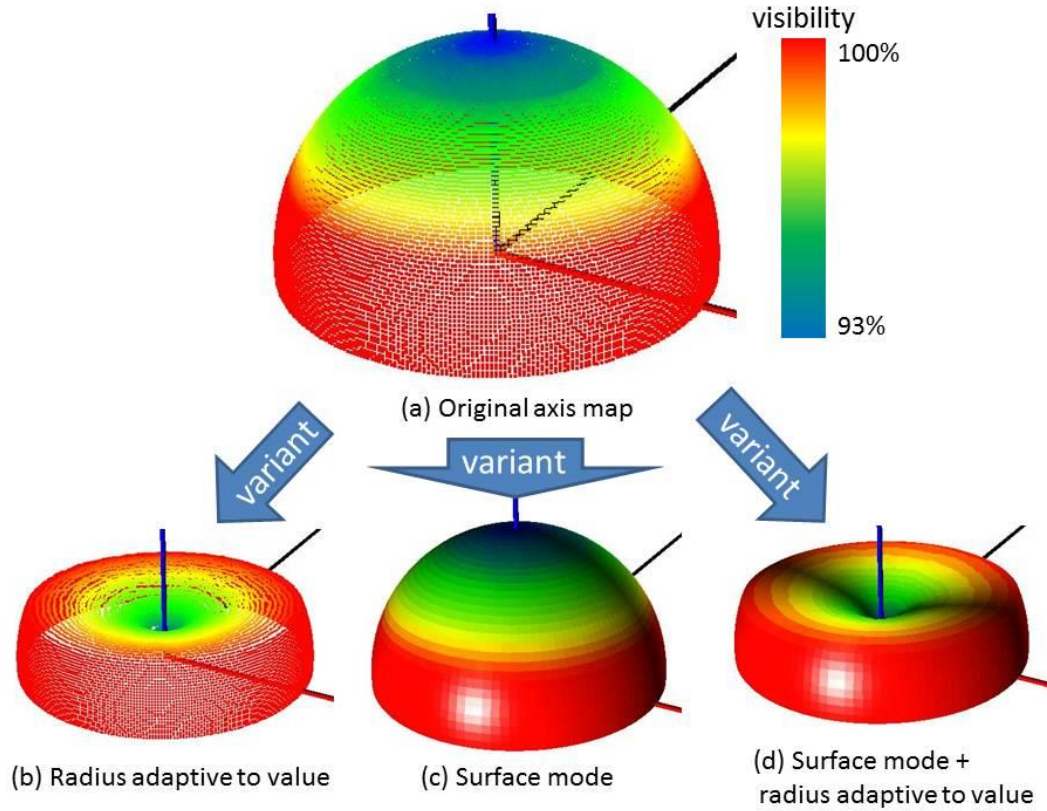 visibility
100%
93%
(a) Original axis map
variant
variant
variant
(b) Radius adaptive to value
(c) Surface mode
(d) Surface mode +
radius adaptive to value